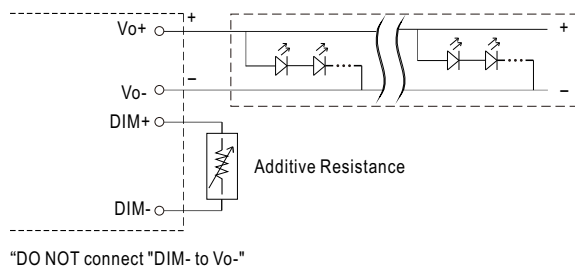 Vo+ + +
Vo- − −
DIM+
Additive Resistance
DIM-
“DO NOT connect "DIM- to Vo-"